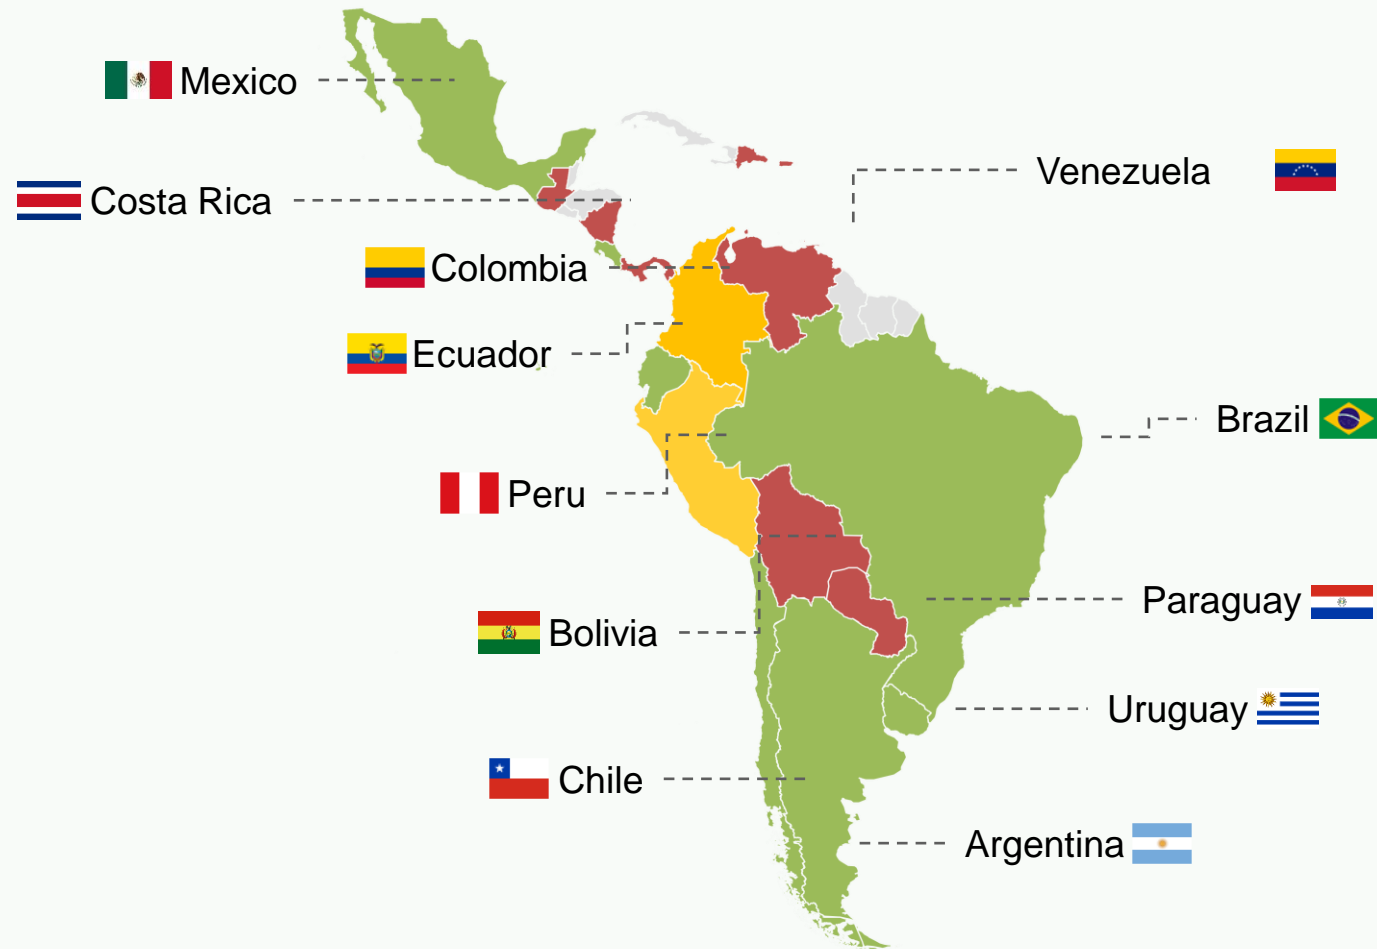 Mexico
Venezuela
Costa Rica
Colombia
Ecuador
Brazil
Peru
Paraguay
Bolivia
Uruguay
Chile
Argentina